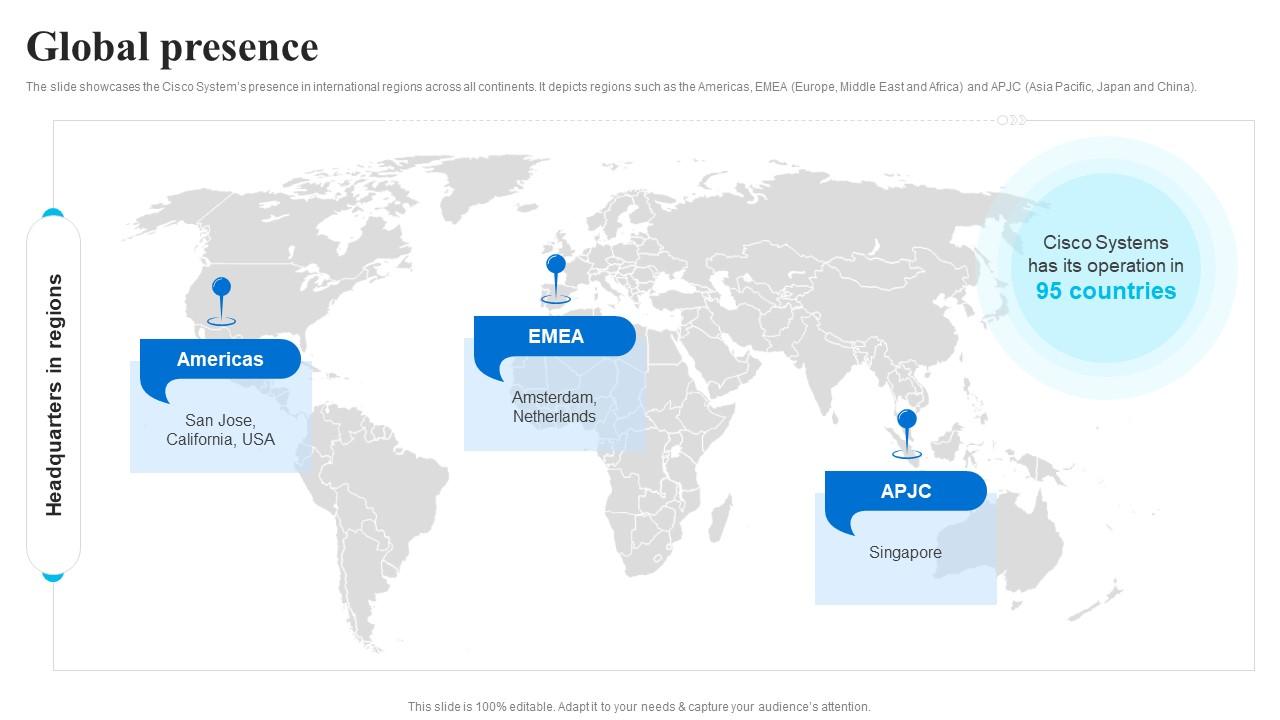 Global presence
The slide showcases the Cisco System's presence in international regions across all continents. It depicts regions such as the Americas, EMEA (Europe, Middle East and Africa) and APJC (Asia Pacific, Japan and China).
Headquarters in regions
Americas
San Jose,
California, USA
EMEA
Amsterdam,
Netherlands
APJC
Singapore
Cisco Systems
has its operation in
95 countries
This slide is 100% editable. Adapt it to your needs & capture your audience's attention.